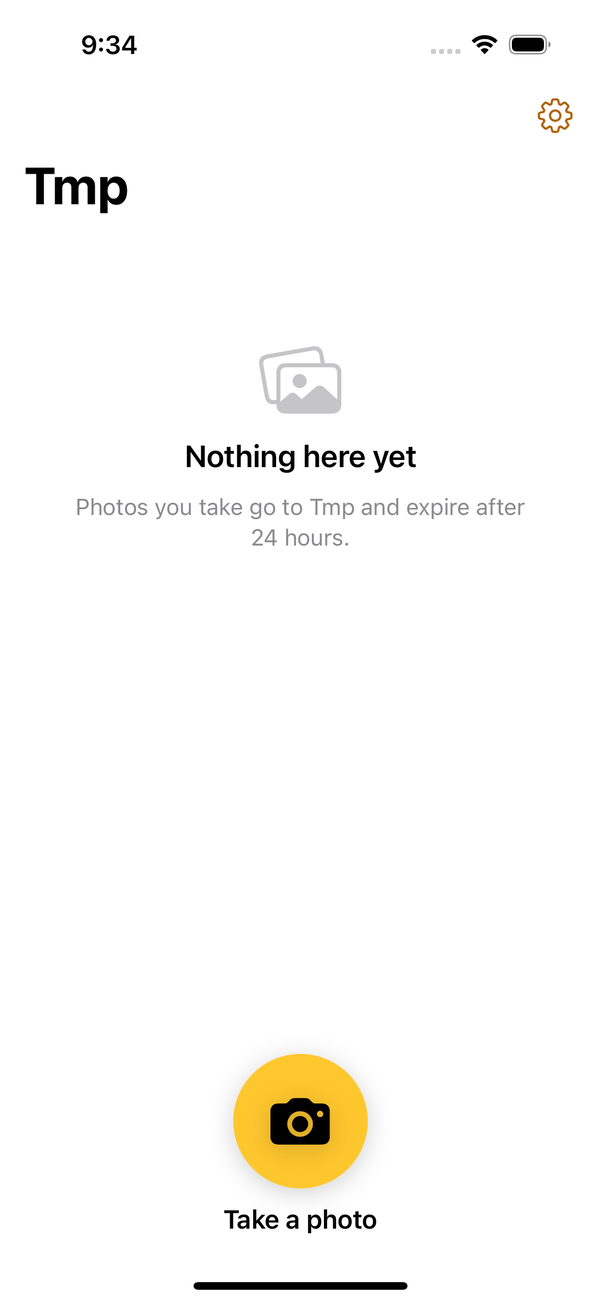 9:34
Tmp
Nothing here yet
Photos you take go to Tmp and expire after
24 hours.
Take a photo